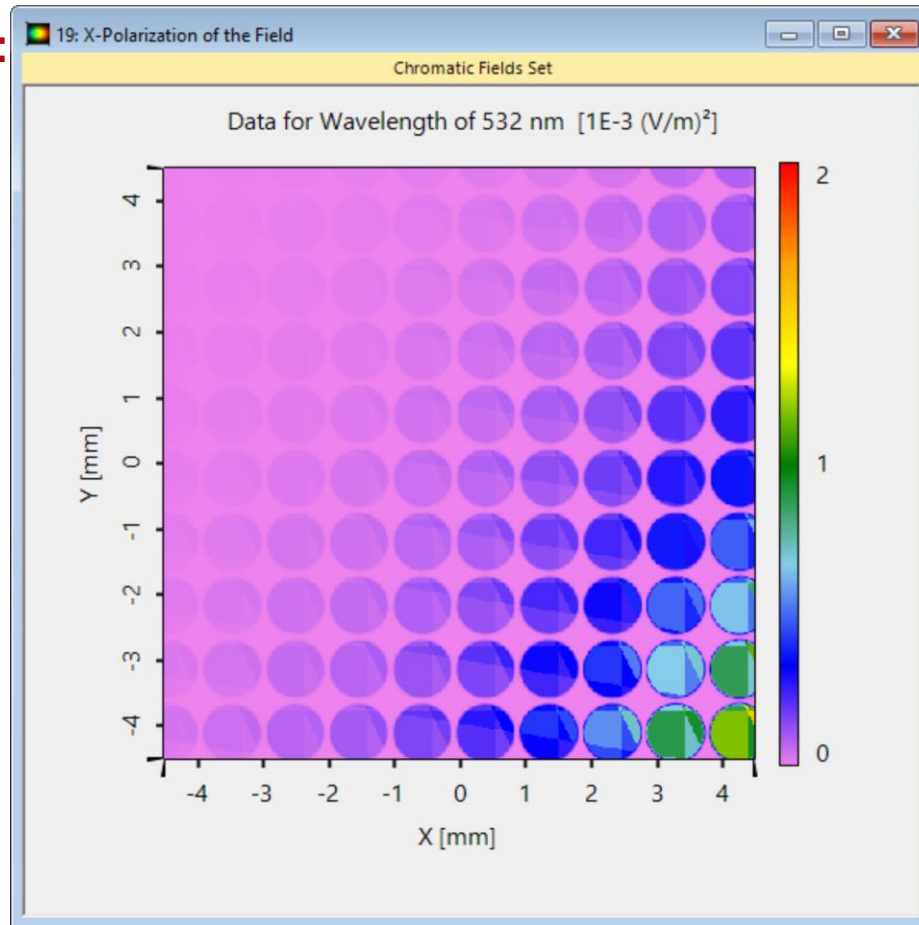 19: X-Polarization of the Field
Chromatic Fields Set
Data for Wavelength of 532 nm [1E-3 (V/m)²]
4
3
2
1
0
-1
-2
-3
-4
Y [mm]
2
1
0
-4 -3 -2 -1 0 1 2 3 4
X [mm]